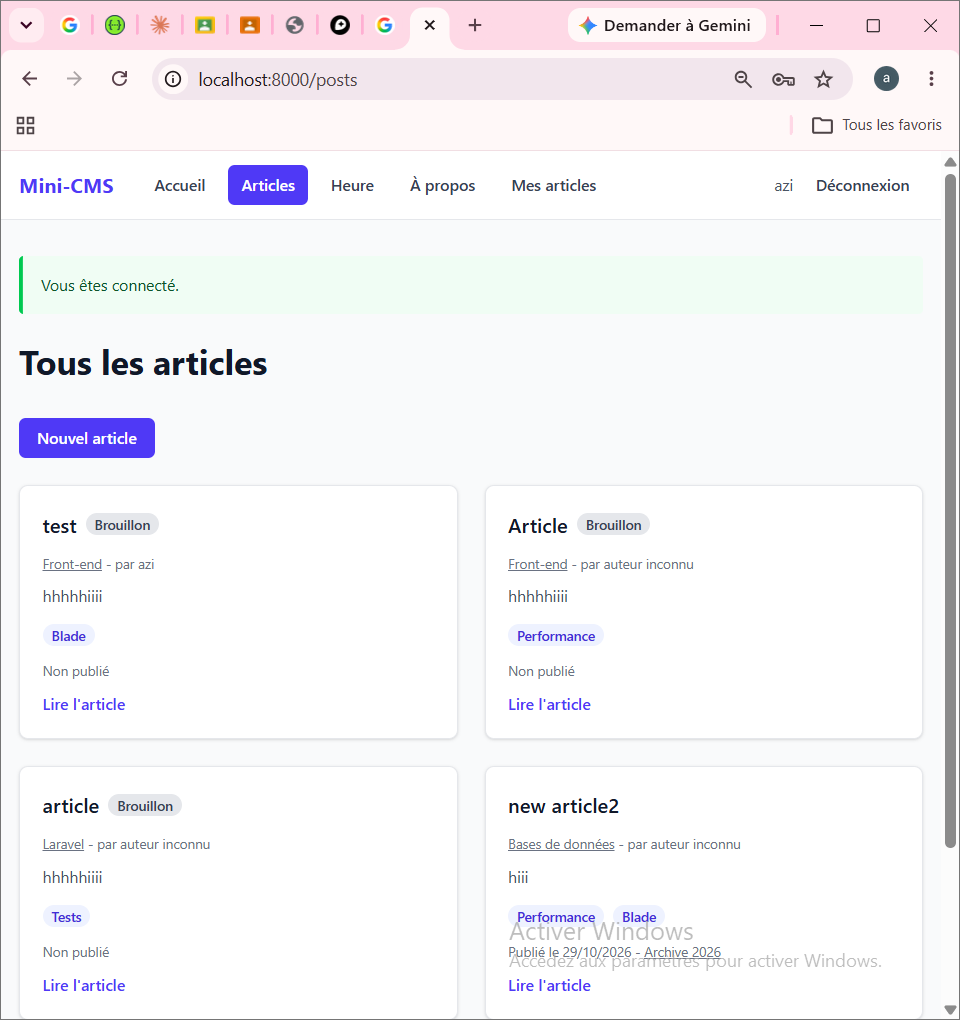 Demander à Gemini
localhost:8000/posts
a
Tous les favoris
Mini-CMS Accueil Articles Heure À propos Mes articles azi Déconnexion
Vous êtes connecté.
Tous les articles
Nouvel article
test Brouillon
Front-end - par azi
hhhhhiiii
Blade
Non publié
Lire l'article
Article Brouillon
Front-end - par auteur inconnu
hhhhhiiii
Performance
Non publié
Lire l'article
article Brouillon
Laravel - par auteur inconnu
hhhhhiiii
Tests
Non publié
Lire l'article
new article2
Bases de données - par auteur inconnu
hiii
Performance Blade
Publié le 29/10/2026 - Archive 2026
Lire l'article
Activer Windows
Accédez aux paramètres pour activer Windows.